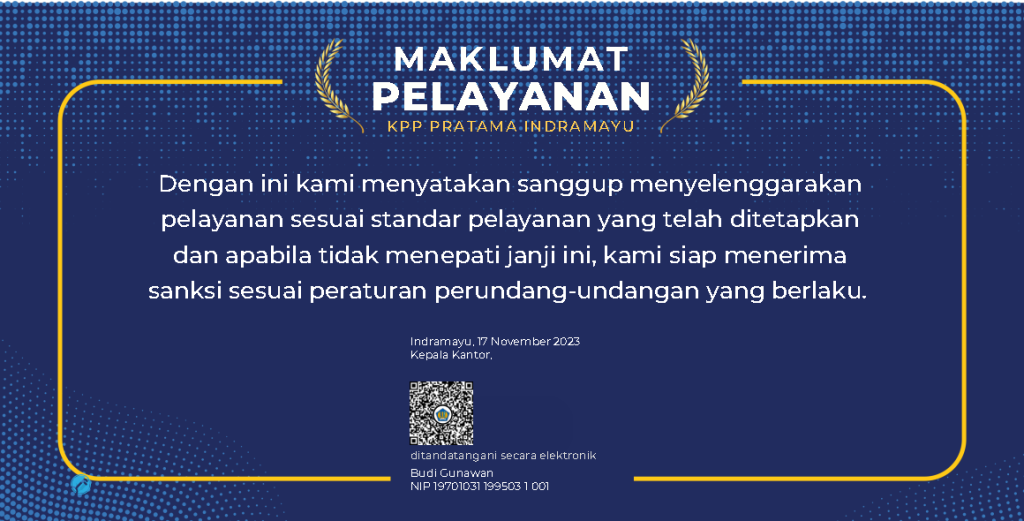 MAKLUMAT
PELAYANAN
KPP PRATAMA INDRAMAYU
Dengan ini kami menyatakan sanggup menyelenggarakan
pelayanan sesuai standar pelayanan yang telah ditetapkan
dan apabila tidak menepati janji ini, kami siap menerima
sanksi sesuai peraturan perundang-undangan yang berlaku.
Indramayu, 17 November 2023
Kepala Kantor,
ditandatangani secara elektronik
Budi Gunawan
NIP 19701031 199503 1 001